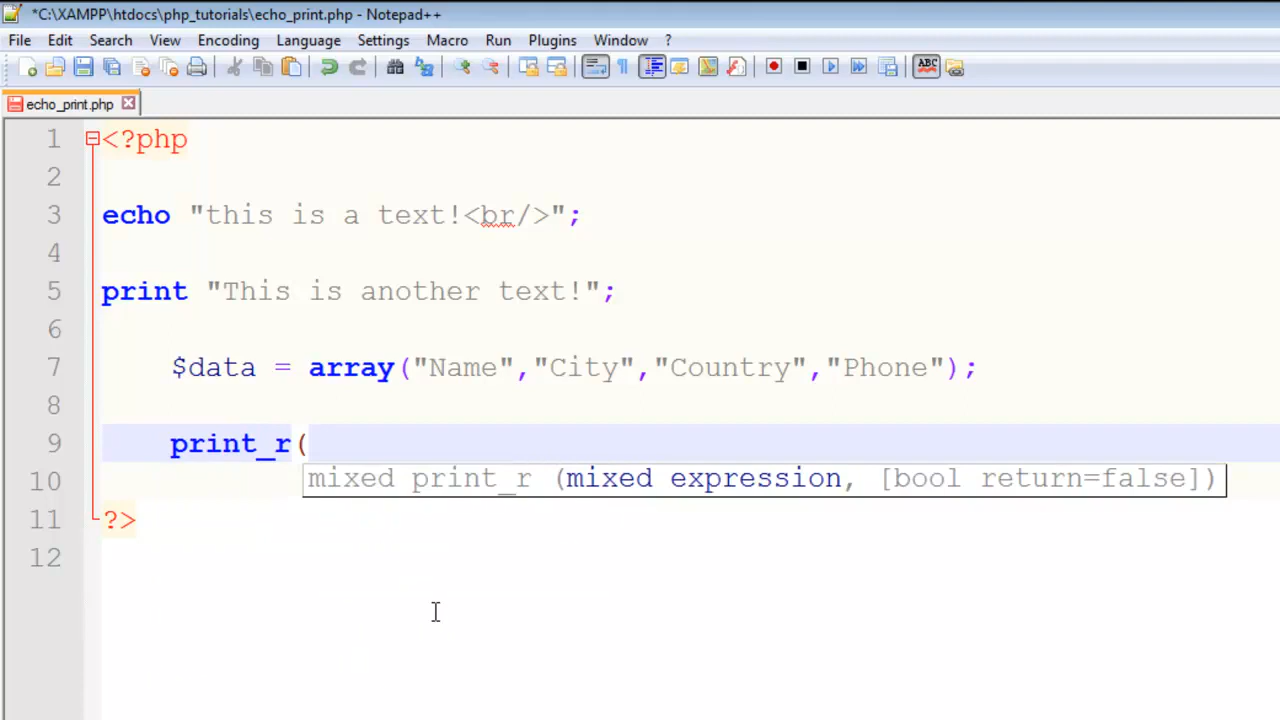 *C:\XAMPP\htdocs\php_tutorials\echo_print.php - Notepad++
File Edit Search View Encoding Language Settings Macro Run Plugins Window ?
ABC
echo_print.php
1 <?php
2
3 echo "this is a text!<br/>";
4
5 print "This is another text!";
6
7 $data = array("Name","City","Country","Phone");
8
9 print_r(
mixed print_r (mixed expression, [bool return=false])
10
11 ?>
12